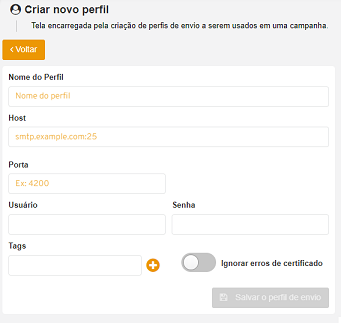 Criar novo perfil
Tela encarregada pela criação de perfis de envio a serem usados em uma campanha.
‹ Voltar
Nome do Perfil
Nome do perfil
Host
smtp.example.com:25
Porta
Ex: 4200
Usuário Senha
Tags
Ignorar erros de certificado
Salvar o perfil de envio